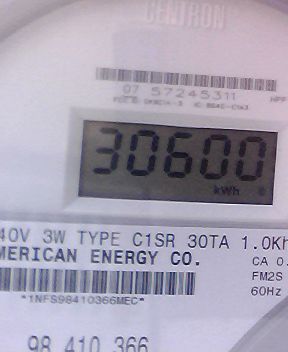 CENTRON
07 57245311
30600
kWh
40V 3W TYPE C1SR 30TA 1.0Kh
MERICAN ENERGY CO.
CA 0.
FM2S
60Hz
*1NFS98410366MEC*
98 410 366